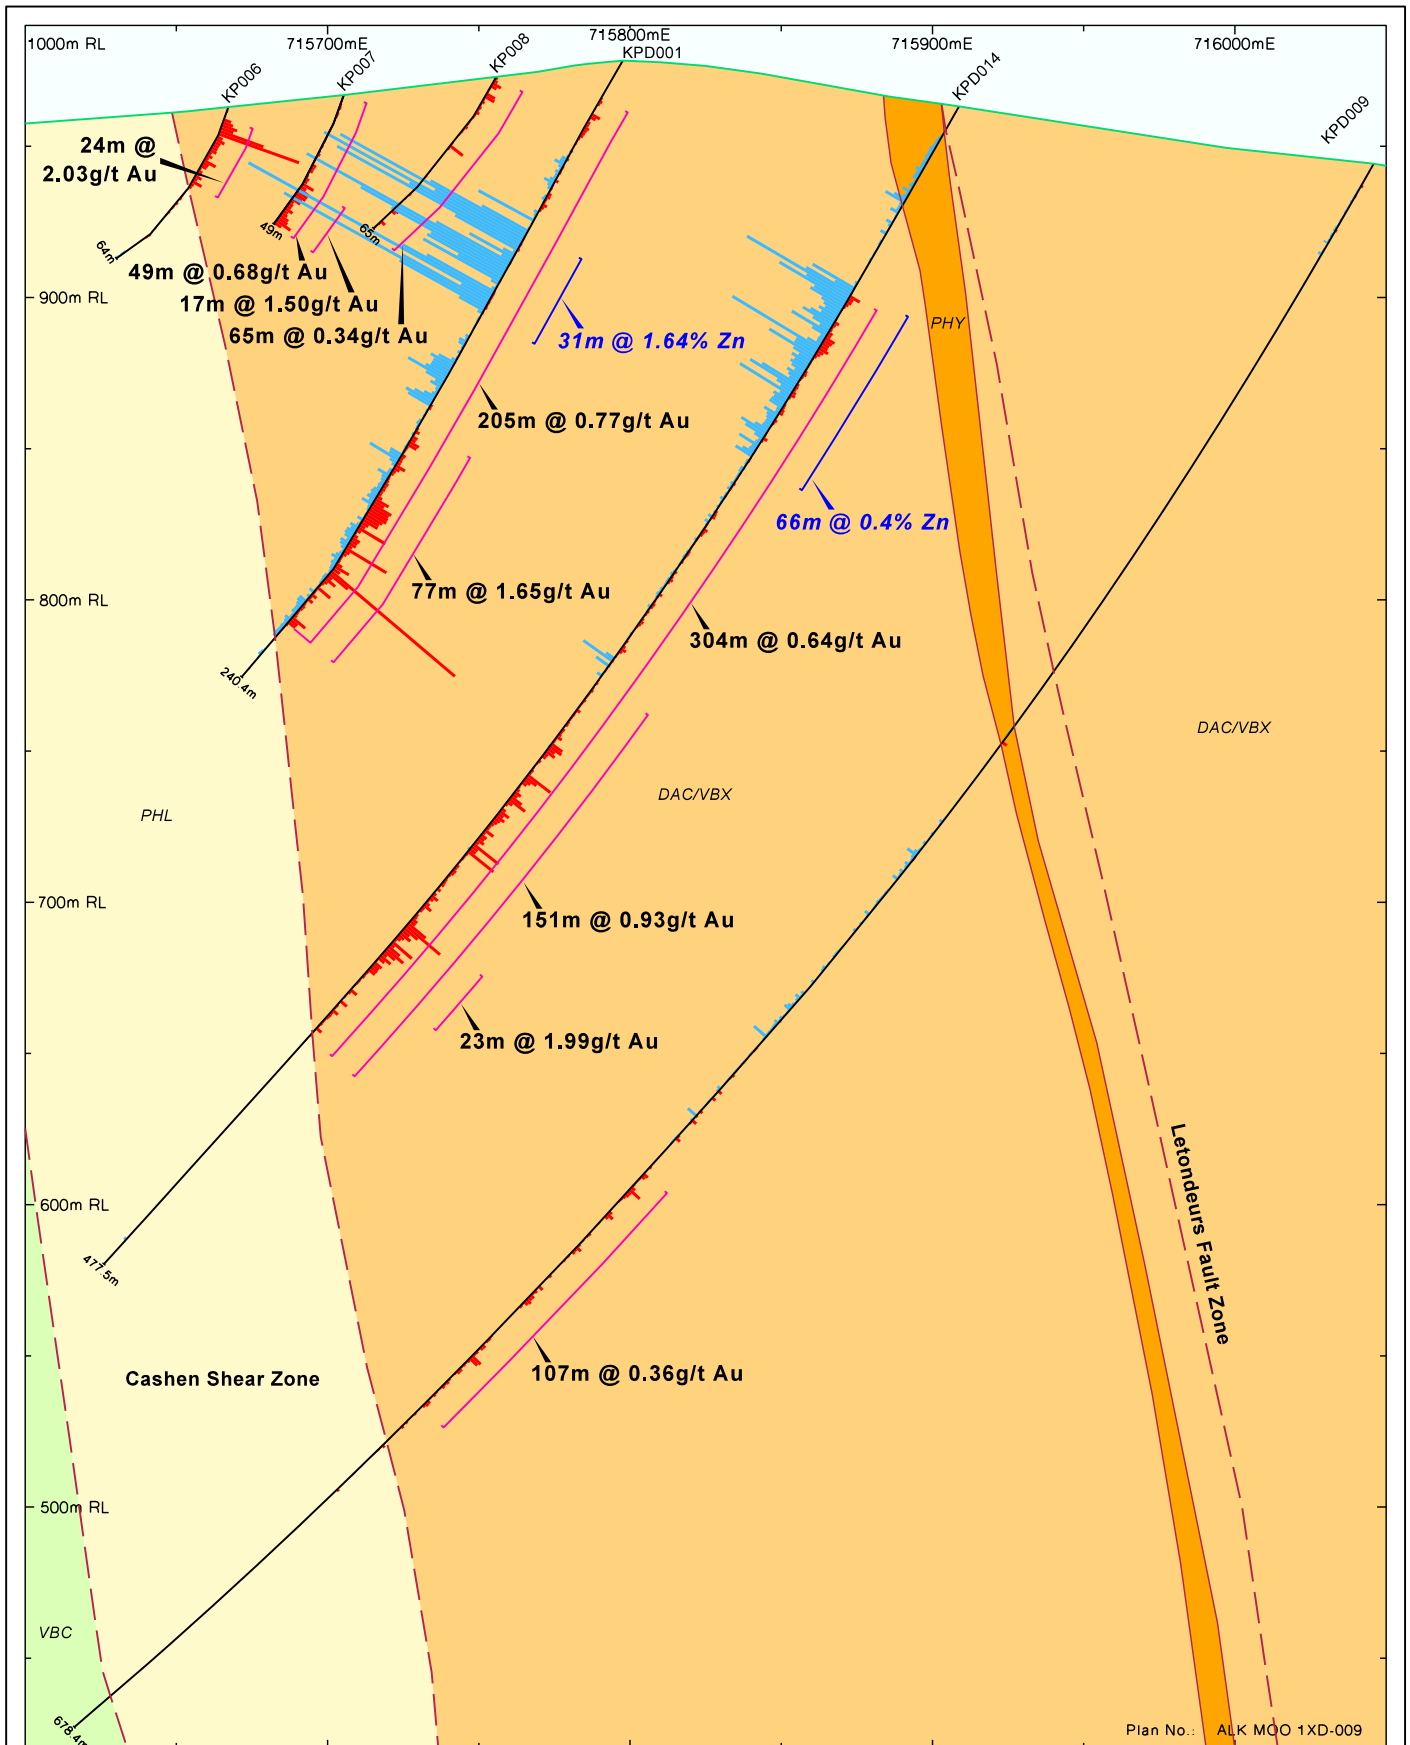 1000m RL
715700mE
715800mE
715900mE
716000mE
KP006
KP007
KP008
KPD001
KPD014
KPD009
24m @
2.03g/t Au
64m
49m
65m
49m @ 0.68g/t Au
17m @ 1.50g/t Au
65m @ 0.34g/t Au
900m RL
31m @ 1.64% Zn
PHY
205m @ 0.77g/t Au
66m @ 0.4% Zn
77m @ 1.65g/t Au
800m RL
304m @ 0.64g/t Au
240.4m
DAC/VBX
DAC/VBX
PHL
700m RL
151m @ 0.93g/t Au
23m @ 1.99g/t Au
Letondeurs Fault Zone
600m RL
477.5m
107m @ 0.36g/t Au
Cashen Shear Zone
500m RL
VBC
678.4m
Plan No.: ALK MOO 1XD-009